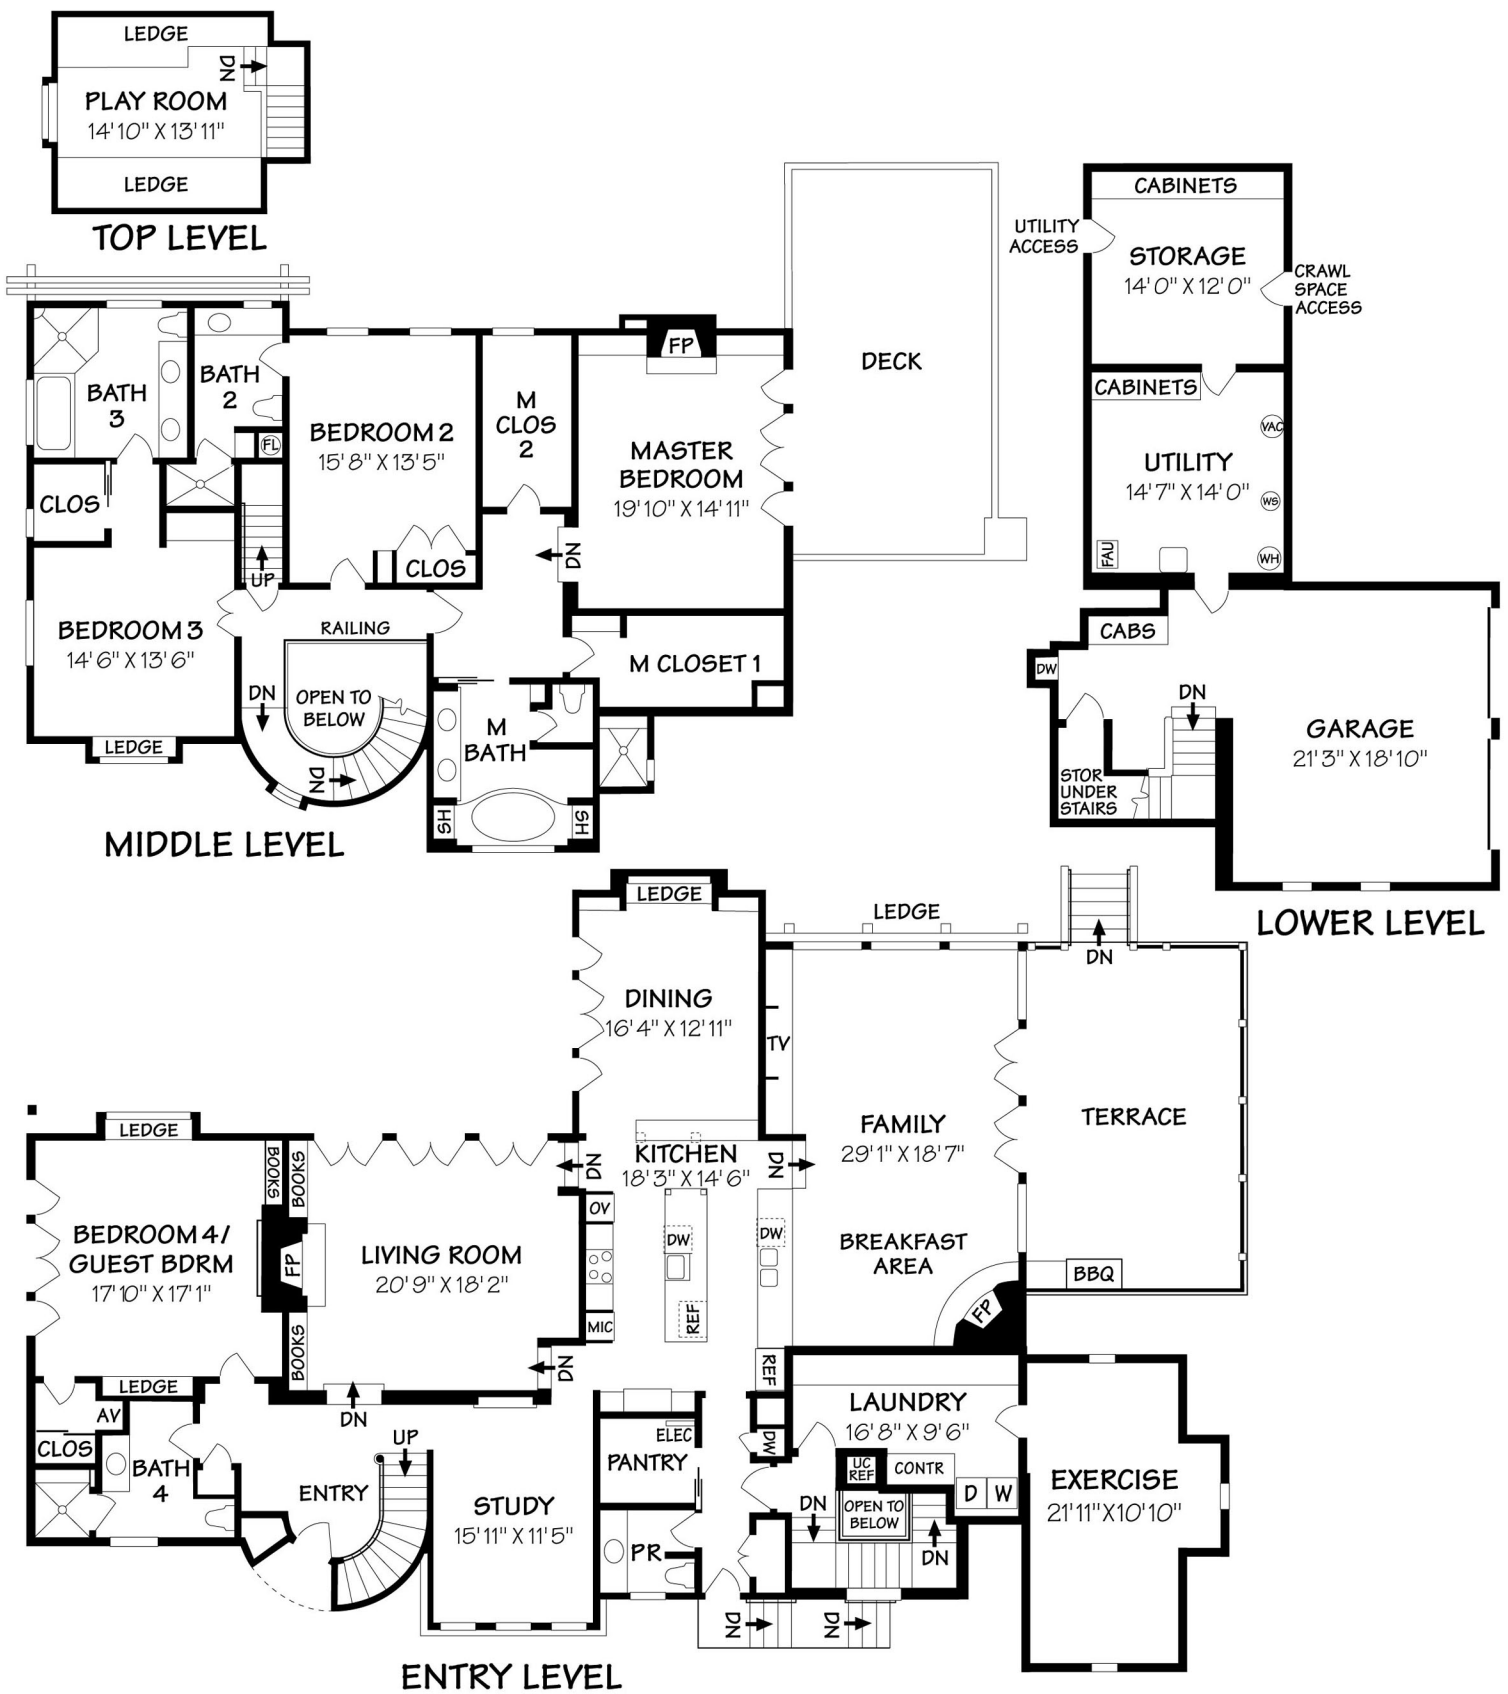 LEDGE
DN
PLAY ROOM
14'10" X 13'11"
LEDGE
TOP LEVEL
BATH
3
BATH
2
FL
CLOS
UP
BEDROOM 2
15'8" X 13'5"
CLOS
M
CLOS
2
FP
MASTER
BEDROOM
19'10" X 14'11"
DN
DECK
BEDROOM 3
14'6" X 13'6"
LEDGE
RAILING
DN
OPEN TO
BELOW
DN
M CLOSET 1
M
BATH
SH
SH
MIDDLE LEVEL
CABINETS
UTILITY
ACCESS
STORAGE
14'0" X 12'0"
CRAWL
SPACE
ACCESS
CABINETS
VAC
UTILITY
14'7" X 14'0"
WS
FAU
WH
CABS
DW
DN
GARAGE
21'3" X 18'10"
STOR
UNDER
STAIRS
LOWER LEVEL
LEDGE
LEDGE
DN
DINING
16'4" X 12'11"
TV
FAMILY
29'1" X 18'7"
TERRACE
LEDGE
BOOKS
BOOKS
DN
KITCHEN
18'3" X 14'6"
DN
OV
BEDROOM 4/
GUEST BDRM
17'10" X 17'1"
FP
LIVING ROOM
20'9" X 18'2"
DW
DW
BREAKFAST
AREA
BBQ
REF
MIC
FP
BOOKS
DN
REF
LEDGE
DN
LAUNDRY
16'8" X 9'6"
AV
CLOS
UP
ELEC
PANTRY
DW
UC
REF
CONTR
BATH
4
ENTRY
STUDY
15'11" X 11'5"
DN
OPEN TO
BELOW
D
W
EXERCISE
21'11" X 10'10"
PR
DN
DN
DN
ENTRY LEVEL